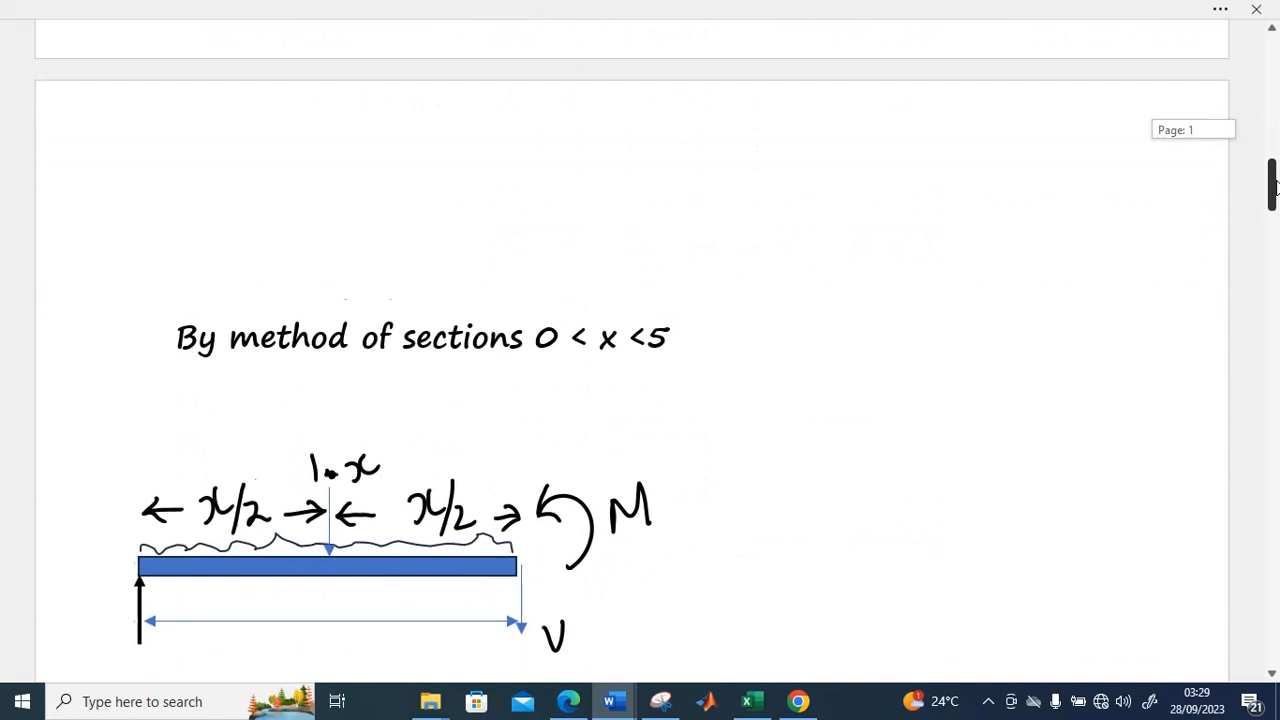 Page: 1
By method of sections 0 < x <5
1.x
x/2
x/2
M
V
Type here to search
24°C
03:29
28/09/2023
21